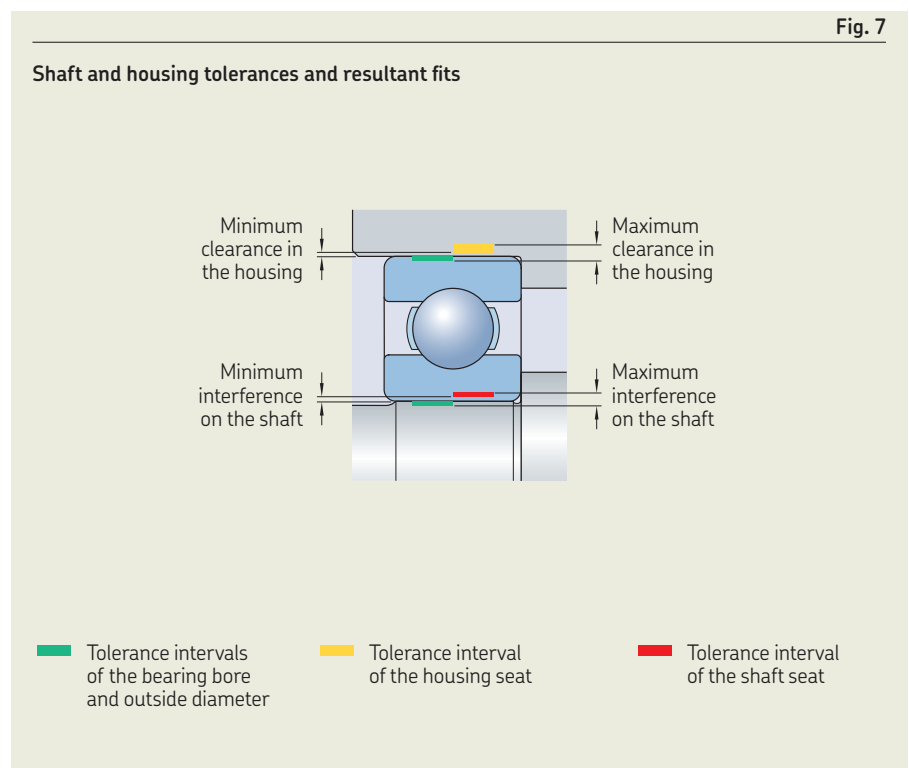 Fig. 7
Shaft and housing tolerances and resultant fits
Minimum
clearance in
the housing
Maximum
clearance in
the housing
Minimum
interference
on the shaft
Maximum
interference
on the shaft
Tolerance intervals
of the bearing bore
and outside diameter
Tolerance interval
of the housing seat
Tolerance interval
of the shaft seat